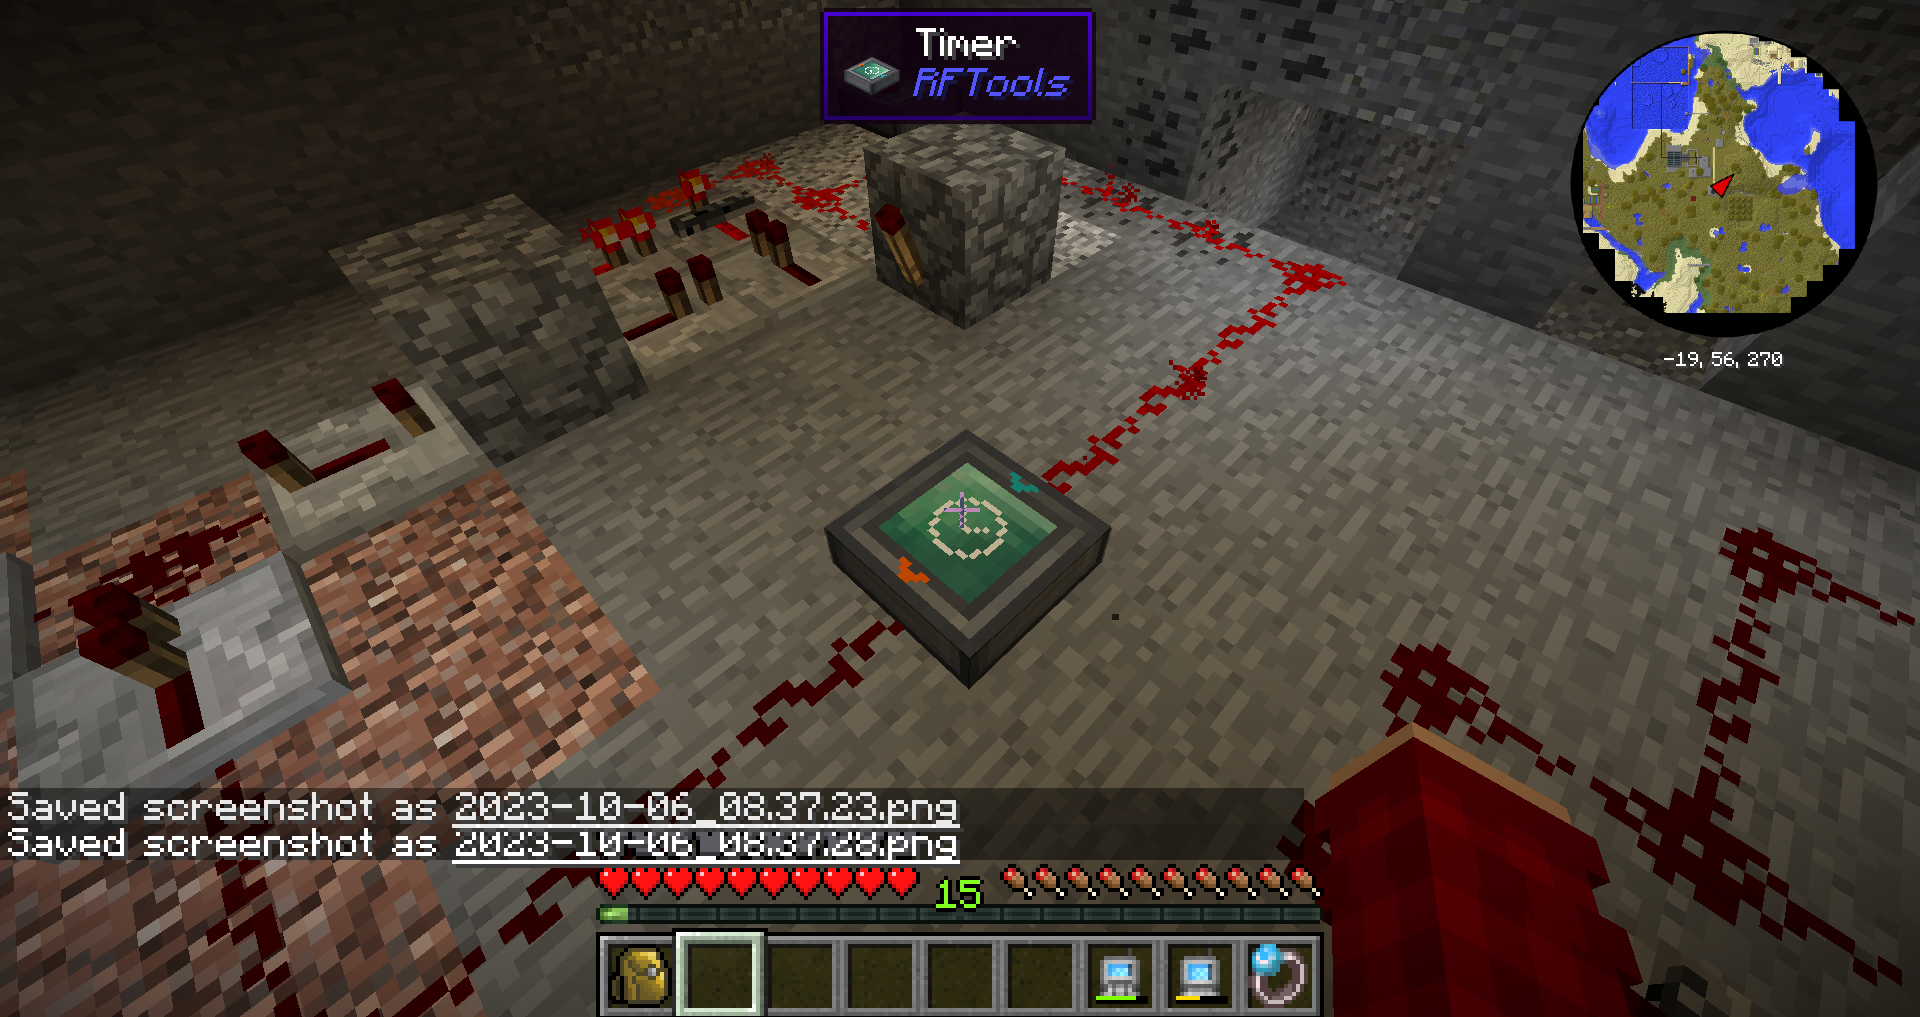 Timer
RFTools
-19, 56, 270
Saved screenshot as 2023-10-06_08.37.23.png
Saved screenshot as 2023-10-06_08.37.28.png
15